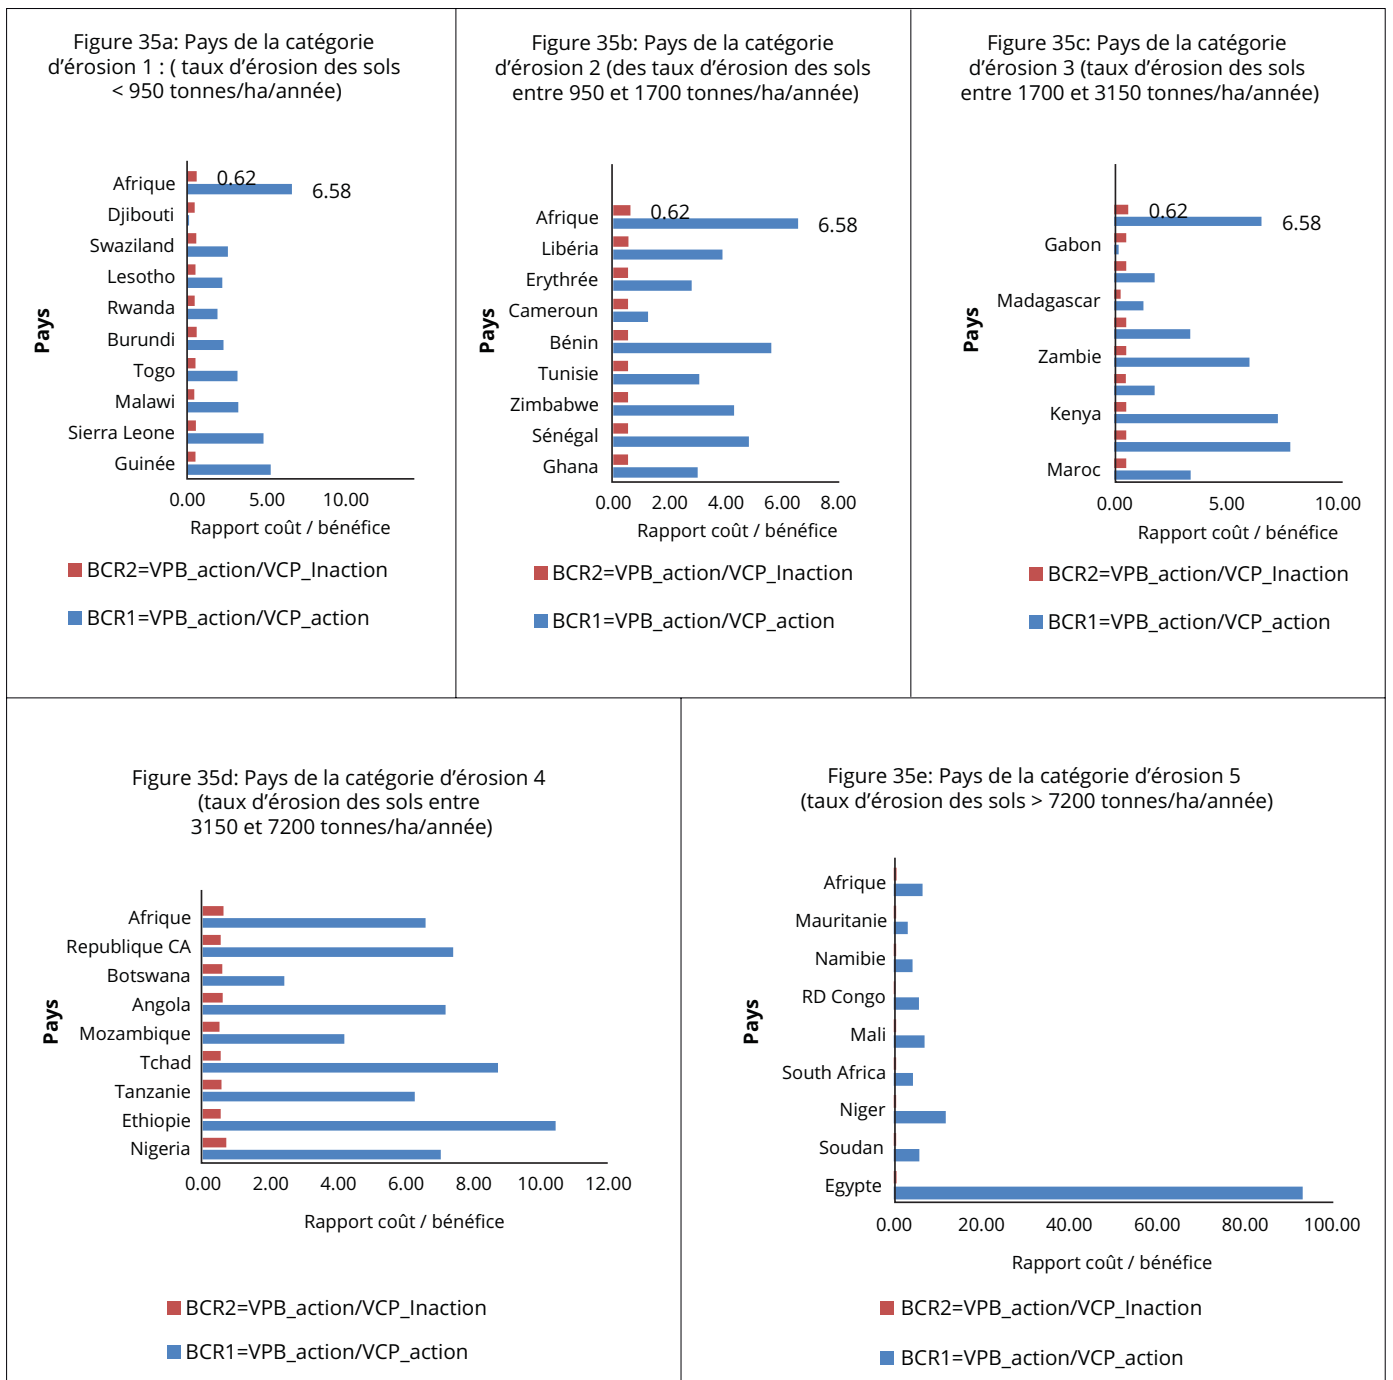 Figure 35a: Pays de la catégorie
d’érosion 1 : ( taux d’érosion des sols
< 950 tonnes/ha/année)
Pays
Afrique
0.62
6.58
Djibouti
Swaziland
Lesotho
Rwanda
Burundi
Togo
Malawi
Sierra Leone
Guinée
0.00 5.00 10.00
Rapport coût / bénéfice
BCR2=VPB_action/VCP_Inaction
BCR1=VPB_action/VCP_action
Figure 35b: Pays de la catégorie
d’érosion 2 (des taux d’érosion des sols
entre 950 et 1700 tonnes/ha/année)
Pays
Afrique
0.62
6.58
Libéria
Erythrée
Cameroun
Bénin
Tunisie
Zimbabwe
Sénégal
Ghana
0.00 2.00 4.00 6.00 8.00
Rapport coût / bénéfice
BCR2=VPB_action/VCP_Inaction
BCR1=VPB_action/VCP_action
Figure 35c: Pays de la catégorie
d’érosion 3 (taux d’érosion des sols
entre 1700 et 3150 tonnes/ha/année)
Pays
0.62
6.58
Gabon
Madagascar
Zambie
Kenya
Maroc
0.00 5.00 10.00
Rapport coût / bénéfice
BCR2=VPB_action/VCP_Inaction
BCR1=VPB_action/VCP_action
Figure 35d: Pays de la catégorie d’érosion 4
(taux d’érosion des sols entre
3150 et 7200 tonnes/ha/année)
Pays
Afrique
Republique CA
Botswana
Angola
Mozambique
Tchad
Tanzanie
Ethiopie
Nigeria
0.00 2.00 4.00 6.00 8.00 10.00 12.00
Rapport coût / bénéfice
BCR2=VPB_action/VCP_Inaction
BCR1=VPB_action/VCP_action
Figure 35e: Pays de la catégorie d’érosion 5
(taux d’érosion des sols > 7200 tonnes/ha/année)
Pays
Afrique
Mauritanie
Namibie
RD Congo
Mali
South Africa
Niger
Soudan
Egypte
0.00 20.00 40.00 60.00 80.00 100.00
Rapport coût / bénéfice
BCR2=VPB_action/VCP_Inaction
BCR1=VPB_action/VCP_action